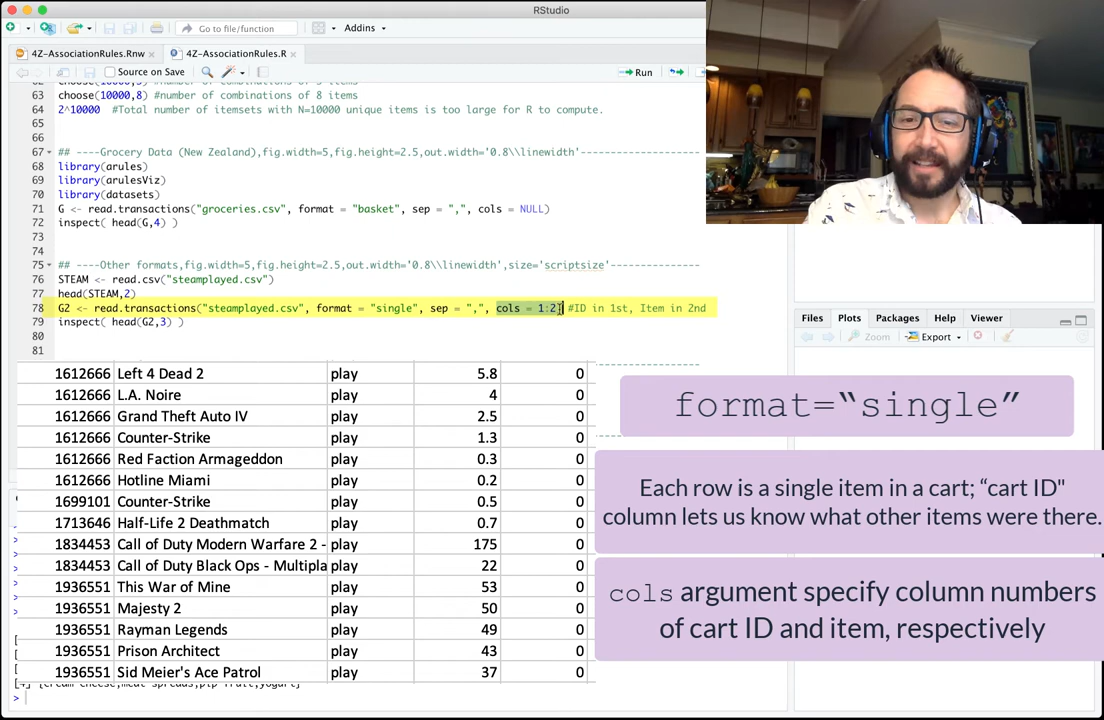 RStudio
Go to file/function
Addins
4Z-AssociationRules.Rnw
4Z-AssociationRules.R
Source on Save
Run
63 choose(10000,8) #number of combinations of 8 items
64 2^10000 #Total number of itemsets with N=10000 unique items is too large for R to compute.
65
66
67 ## ----Grocery Data (New Zealand),fig.width=5,fig.height=2.5,out.width='0.8\\linewidth'----------------
68 library(arules)
69 library(arulesViz)
70 library(datasets)
71 G <- read.transactions("groceries.csv", format = "basket", sep = ",", cols = NULL)
72 inspect( head(G,4) )
73
74
75 ## ----Other formats,fig.width=5,fig.height=2.5,out.width='0.8\\linewidth',size='scriptsize'-------------
76 STEAM <- read.csv("steamplayed.csv")
77 head(STEAM,2)
78 G2 <- read.transactions("steamplayed.csv", format = "single", sep = ",", cols = 1:2) #ID in 1st, Item in 2nd
79 inspect( head(G2,3) )
80
81
Files Plots Packages Help Viewer
Zoom Export
1612666 Left 4 Dead 2 play 5.8 0
1612666 L.A. Noire play 4 0
1612666 Grand Theft Auto IV play 2.5 0
1612666 Counter-Strike play 1.3 0
1612666 Red Faction Armageddon play 0.3 0
1612666 Hotline Miami play 0.2 0
1699101 Counter-Strike play 0.5 0
1713646 Half-Life 2 Deathmatch play 0.7 0
1834453 Call of Duty Modern Warfare 2 - play 175 0
1834453 Call of Duty Black Ops - Multipla play 22 0
1936551 This War of Mine play 53 0
1936551 Majesty 2 play 50 0
1936551 Rayman Legends play 49 0
1936551 Prison Architect play 43 0
1936551 Sid Meier's Ace Patrol play 37 0
>
format=“single”
Each row is a single item in a cart; “cart ID"
column lets us know what other items were there.
cols argument specify column numbers
of cart ID and item, respectively